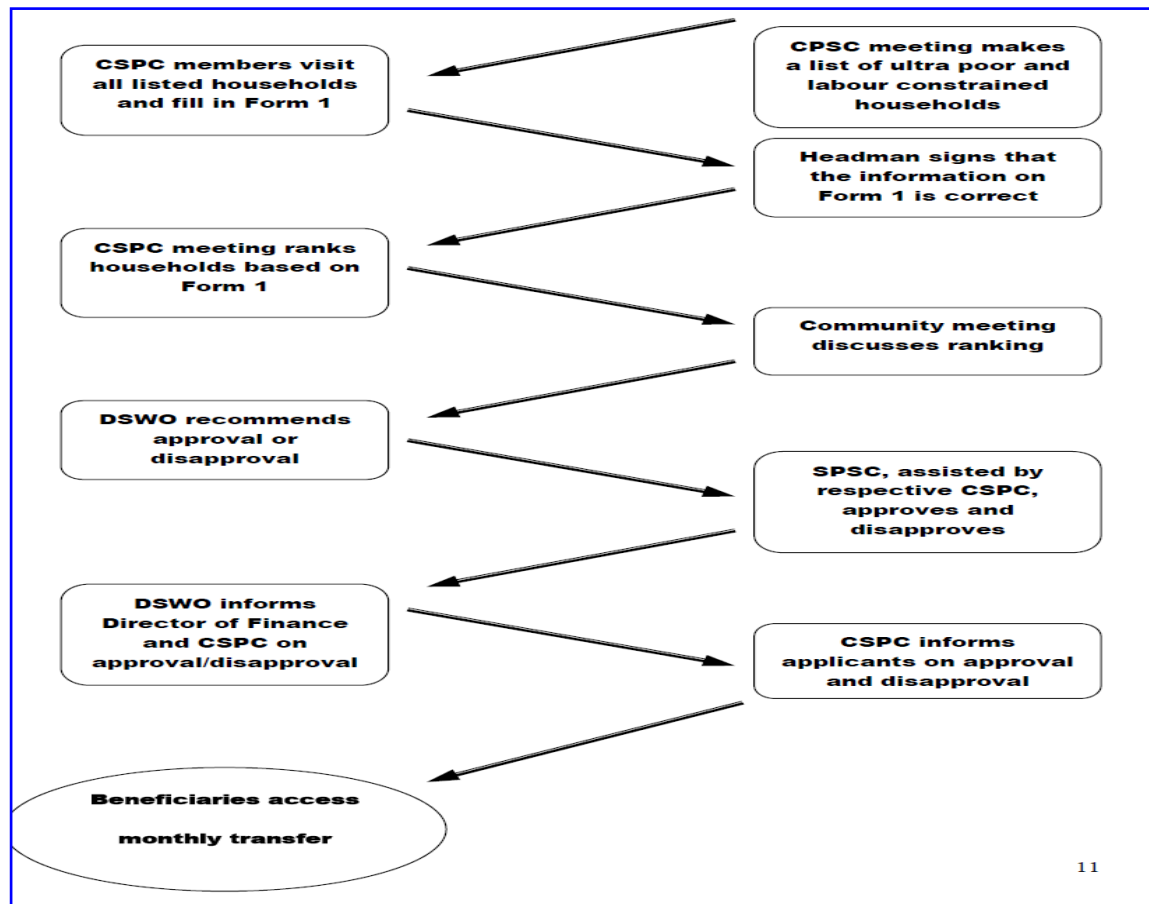 CPSC meeting makes
a list of ultra poor and
labour constrained
households
CSPC members visit
all listed households
and fill in Form 1
Headman signs that
the information on
Form 1 is correct
CSPC meeting ranks
households based on
Form 1
Community meeting
discusses ranking
DSWO recommends
approval or
disapproval
SPSC, assisted by
respective CSPC,
approves and
disapproves
DSWO informs
Director of Finance
and CSPC on
approval/disapproval
CSPC informs
applicants on approval
and disapproval
Beneficiaries access
monthly transfer
11